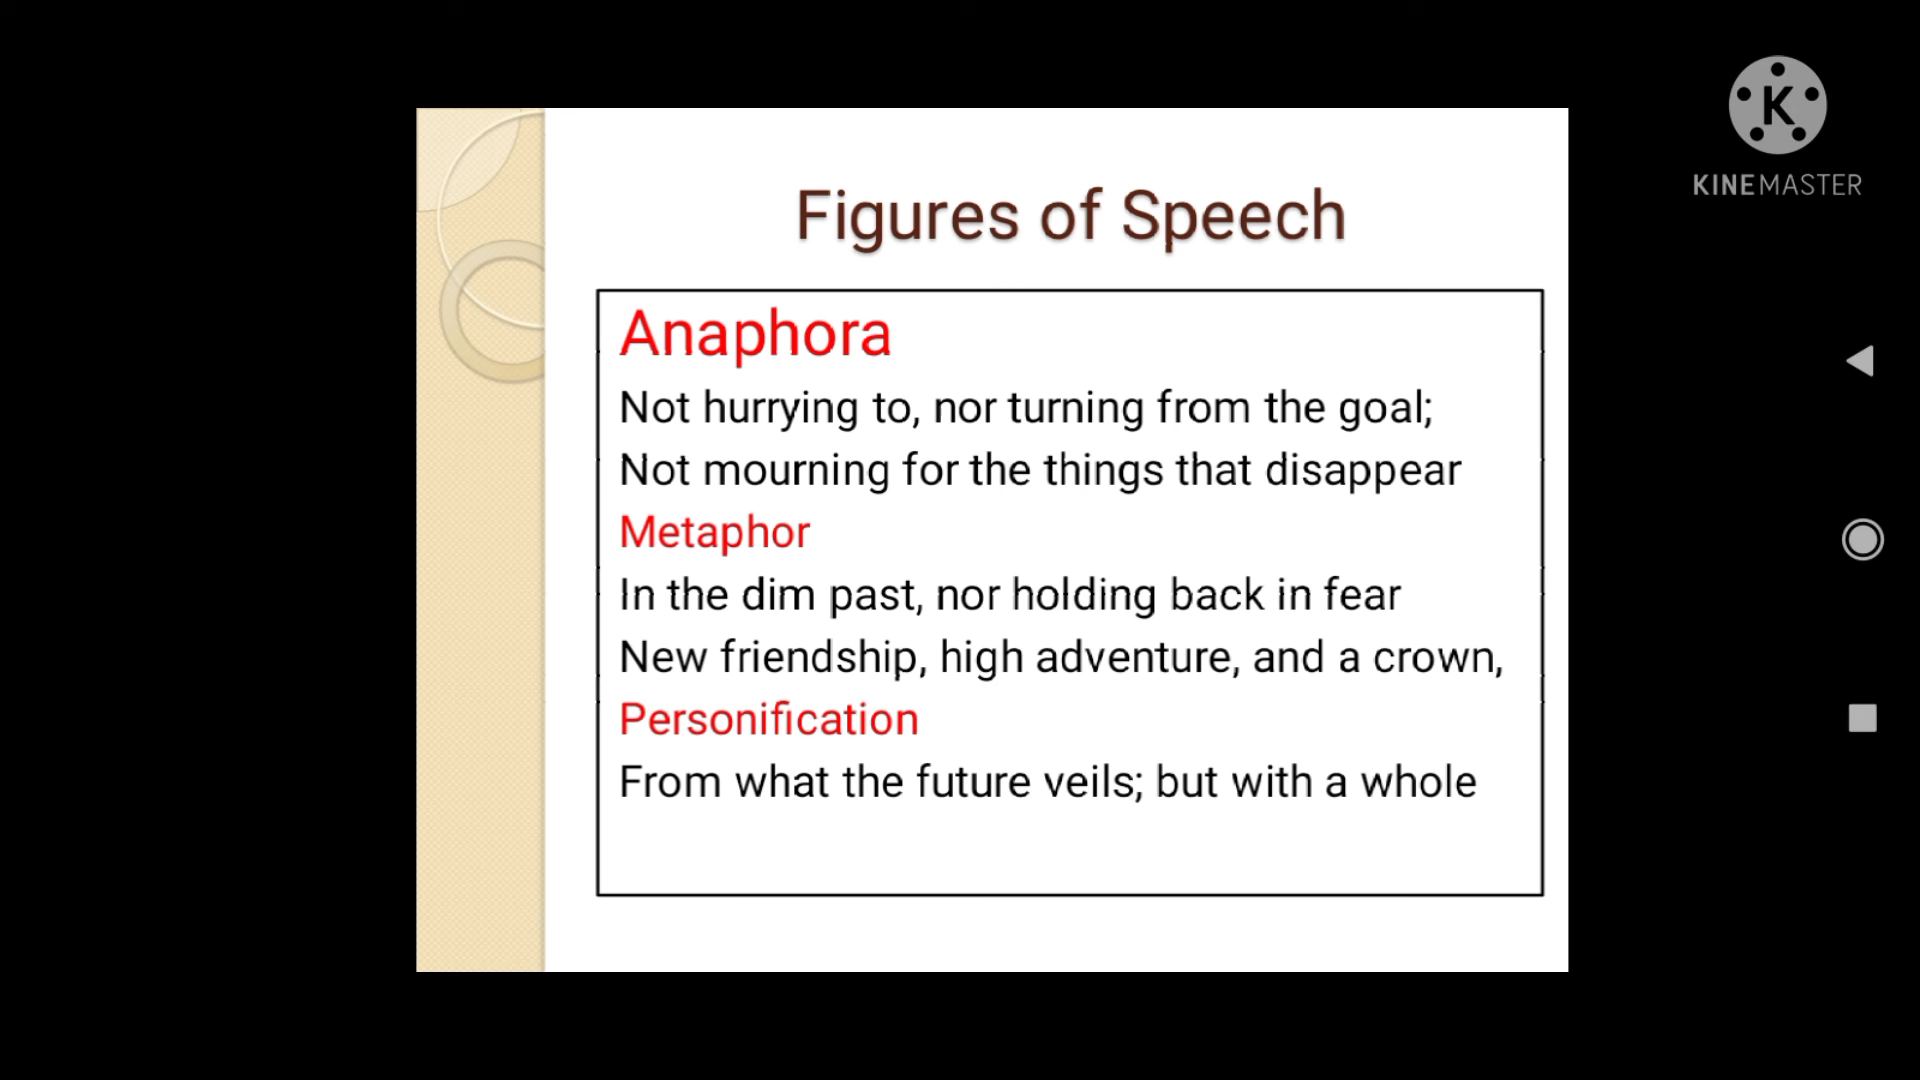 K
KINEMASTER
Figures of Speech
Anaphora
Not hurrying to, nor turning from the goal;
Not mourning for the things that disappear
Metaphor
In the dim past, nor holding back in fear
New friendship, high adventure, and a crown,
Personification
From what the future veils; but with a whole